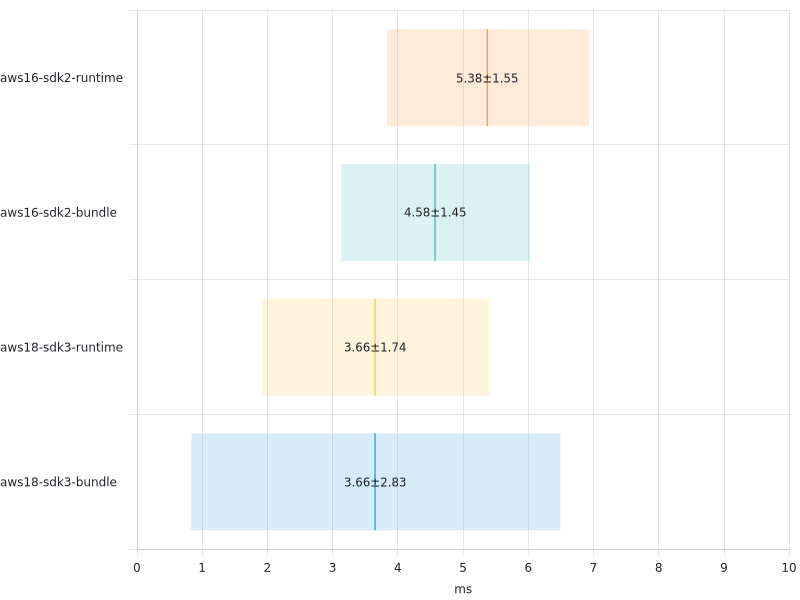 aws16-sdk2-runtime
5.38±1.55
aws16-sdk2-bundle
4.58±1.45
aws18-sdk3-runtime
3.66±1.74
aws18-sdk3-bundle
3.66±2.83
0 1 2 3 4 5 6 7 8 9 10
ms